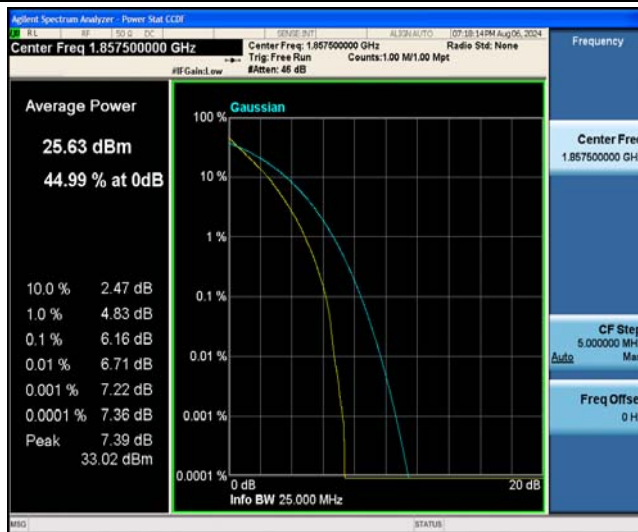 Agilent Spectrum Analyzer - Power Stat CCDF
RL RF 50 Ω DC SENSE:INT ALIGN AUTO 07:18:14 PM Aug 06, 2024
Center Freq 1.857500000 GHz
Center Freq: 1.857500000 GHz Radio Std: None
Trig: Free Run Counts:1.00 M/1.00 Mpt
#IFGain:Low #Atten: 46 dB
Frequency
Average Power
25.63 dBm
44.99 % at 0dB
10.0 % 2.47 dB
1.0 % 4.83 dB
0.1 % 6.16 dB
0.01 % 6.71 dB
0.001 % 7.22 dB
0.0001 % 7.36 dB
Peak 7.39 dB
33.02 dBm
Gaussian
100 %
10 %
1 %
0.1 %
0.01 %
0.001 %
0.0001 %
0 dB 20 dB
Info BW 25.000 MHz
Center Fre
1.857500000 GH
CF Ste
5.000000 MH
Auto Ma
Freq Offse
0 H
MSG STATUS